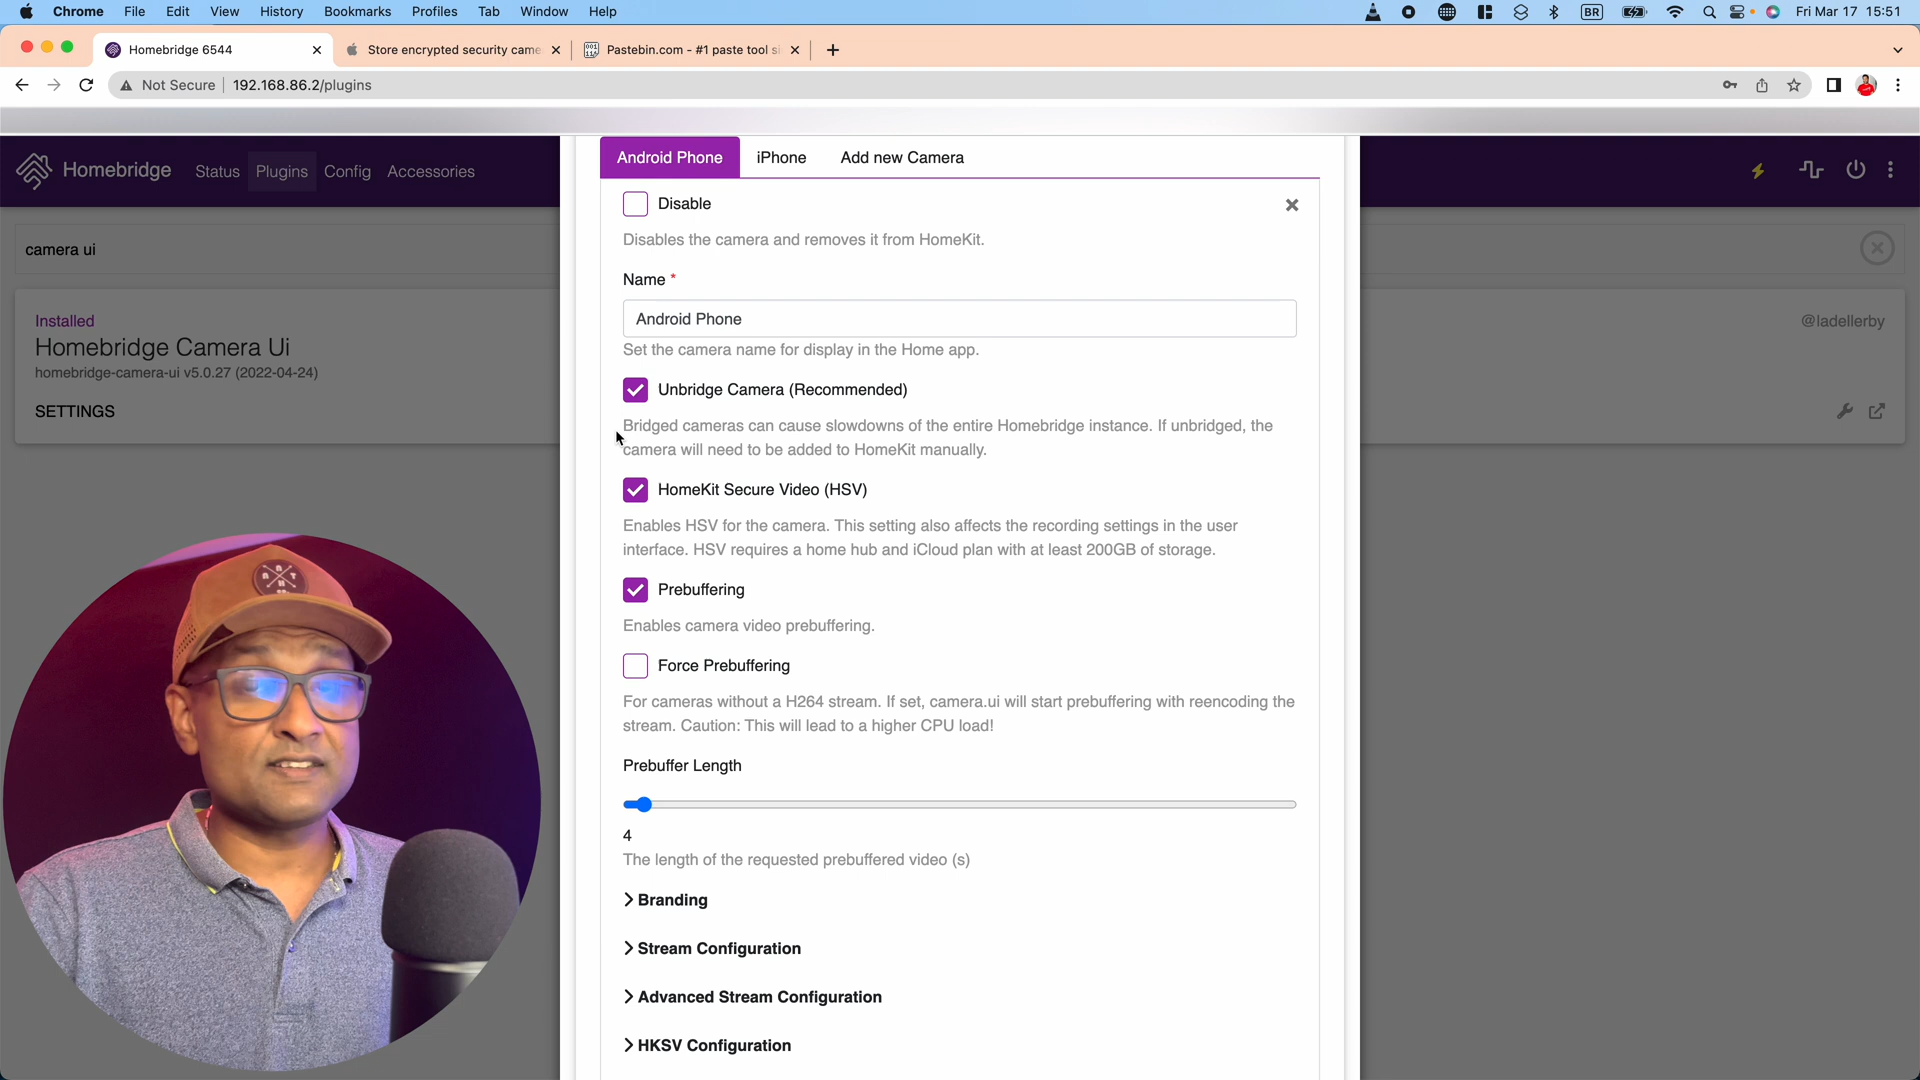 Chrome File Edit View History Bookmarks Profiles Tab Window Help BR Fri Mar 17 15:51
Homebridge 6544 Store encrypted security came Pastebin.com - #1 paste tool si
Not Secure 192.168.86.2/plugins
Homebridge Status Plugins Config Accessories
Android Phone iPhone Add new Camera
camera ui
Installed
Homebridge Camera Ui
homebridge-camera-ui v5.0.27 (2022-04-24)
SETTINGS
@ladellerby
Disable
Disables the camera and removes it from HomeKit.
Name *
Android Phone
Set the camera name for display in the Home app.
Unbridge Camera (Recommended)
Bridged cameras can cause slowdowns of the entire Homebridge instance. If unbridged, the
camera will need to be added to HomeKit manually.
HomeKit Secure Video (HSV)
Enables HSV for the camera. This setting also affects the recording settings in the user
interface. HSV requires a home hub and iCloud plan with at least 200GB of storage.
Prebuffering
Enables camera video prebuffering.
Force Prebuffering
For cameras without a H264 stream. If set, camera.ui will start prebuffering with reencoding the
stream. Caution: This will lead to a higher CPU load!
Prebuffer Length
4
The length of the requested prebuffered video (s)
Branding
Stream Configuration
Advanced Stream Configuration
HKSV Configuration